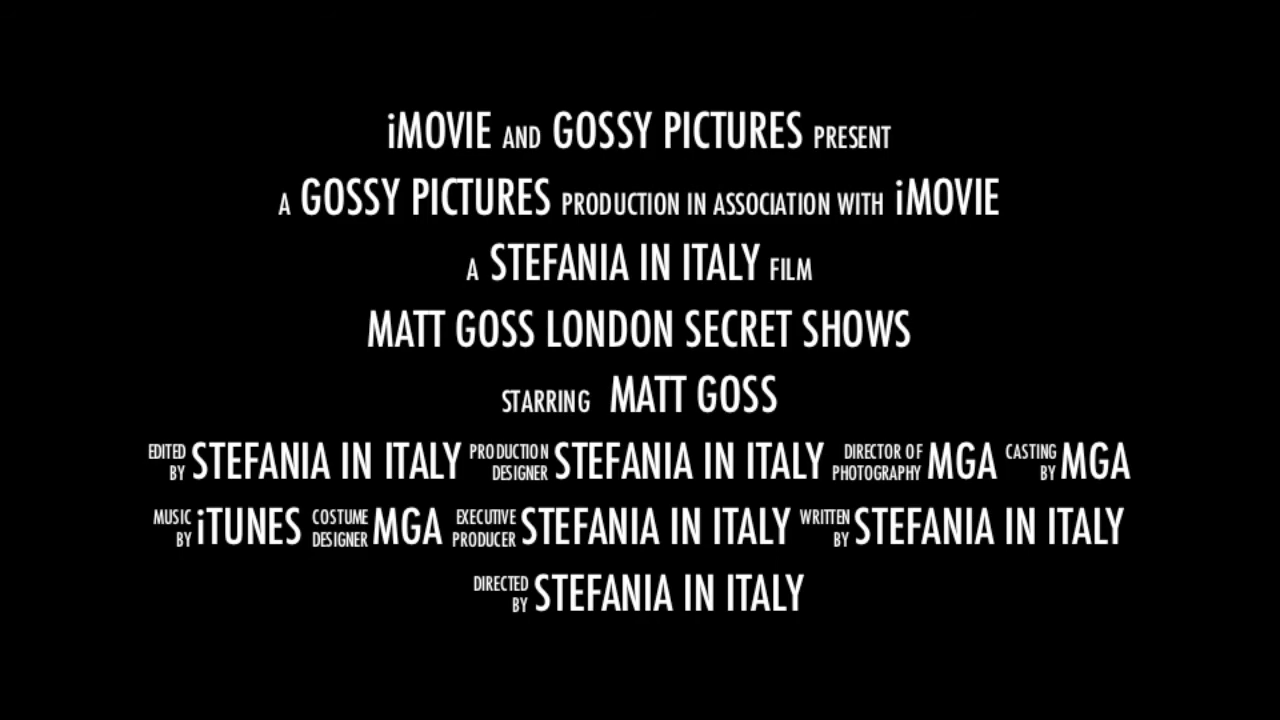 iMOVIE AND GOSSY PICTURES PRESENT
A GOSSY PICTURES PRODUCTION IN ASSOCIATION WITH iMOVIE
A STEFANIA IN ITALY FILM
MATT GOSS LONDON SECRET SHOWS
STARRING MATT GOSS
EDITED BY STEFANIA IN ITALY PRODUCTION DESIGNER STEFANIA IN ITALY DIRECTOR OF PHOTOGRAPHY MGA CASTING BY MGA
MUSIC BY iTUNES COSTUME DESIGNER MGA EXECUTIVE PRODUCER STEFANIA IN ITALY WRITTEN BY STEFANIA IN ITALY
DIRECTED BY STEFANIA IN ITALY